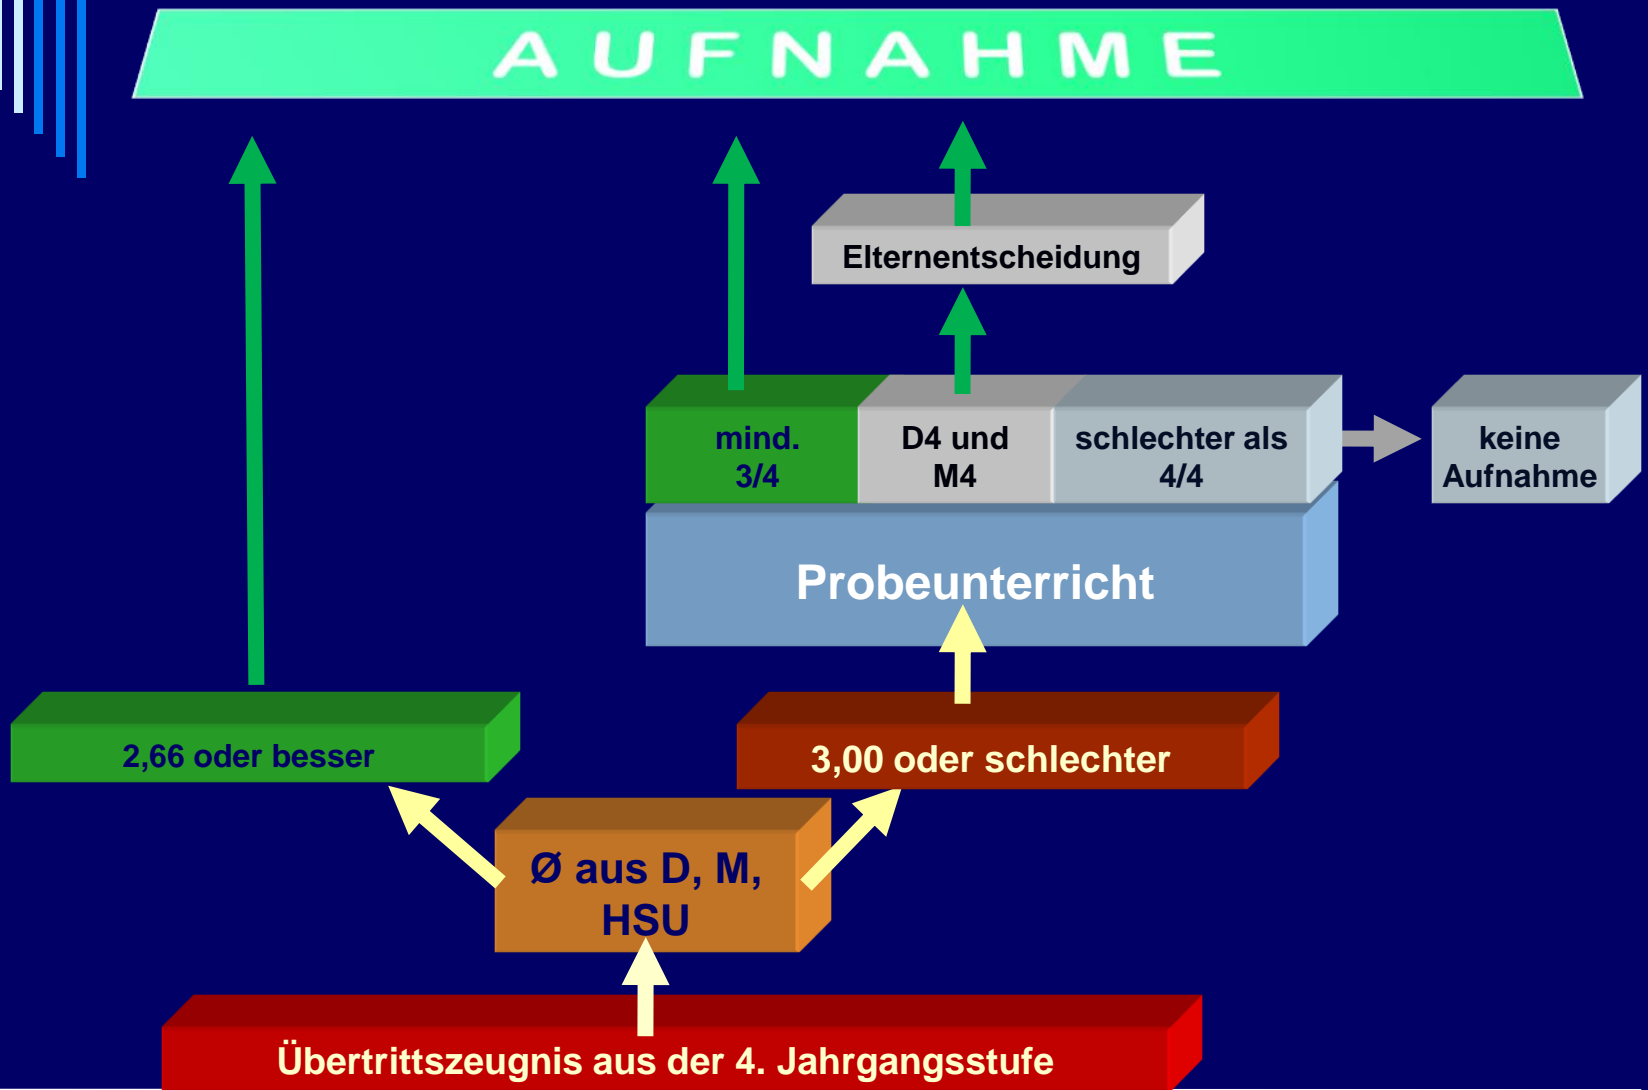 AUFNAHME
Elternentscheidung
mind.
3/4
D4 und
M4
schlechter als
4/4
keine
Aufnahme
Probeunterricht
2,66 oder besser
3,00 oder schlechter
Ø aus D, M,
HSU
Übertrittszeugnis aus der 4. Jahrgangsstufe